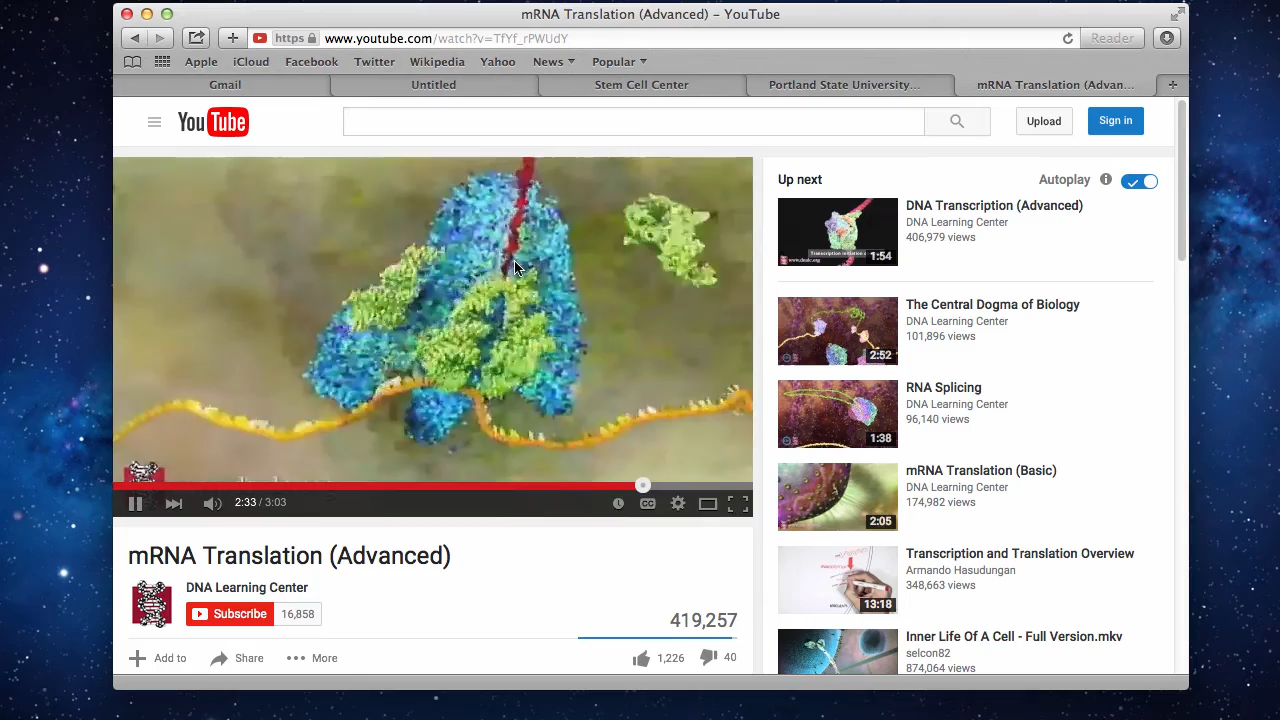 mRNA Translation (Advanced) – YouTube
https www.youtube.com/watch?v=TfYf_rPWUdY
Reader
Apple iCloud Facebook Twitter Wikipedia Yahoo News Popular
Gmail Untitled Stem Cell Center Portland State University... mRNA Translation (Advan...
YouTube
Upload
Sign in
2:33 / 3:03
CC
mRNA Translation (Advanced)
DNA Learning Center
Subscribe 16,858
419,257
Add to Share More
1,226 40
Up next
Autoplay
DNA Transcription (Advanced)
DNA Learning Center
406,979 views
1:54
The Central Dogma of Biology
DNA Learning Center
101,896 views
2:52
RNA Splicing
DNA Learning Center
96,140 views
1:38
mRNA Translation (Basic)
DNA Learning Center
174,982 views
2:05
Transcription and Translation Overview
Armando Hasudungan
348,663 views
13:18
Inner Life Of A Cell - Full Version.mkv
selcon82
874,064 views